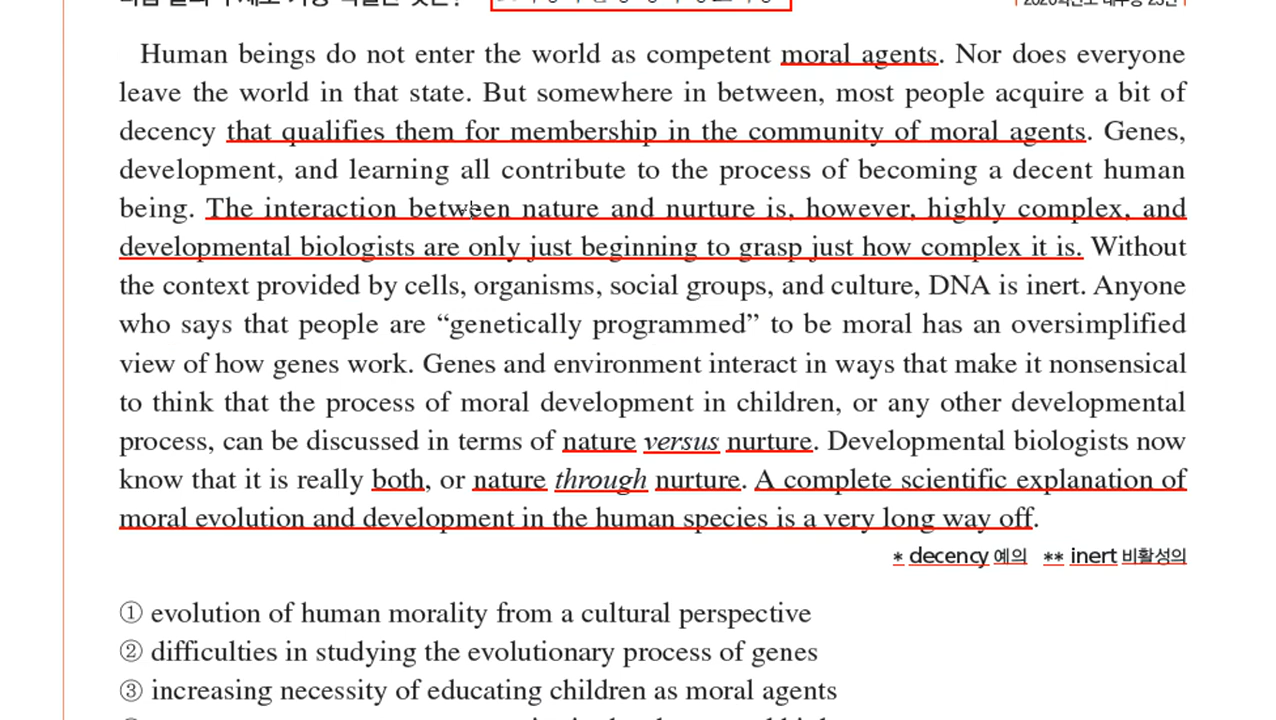 Human beings do not enter the world as competent moral agents. Nor does everyone
leave the world in that state. But somewhere in between, most people acquire a bit of
decency that qualifies them for membership in the community of moral agents. Genes,
development, and learning all contribute to the process of becoming a decent human
being. The interaction between nature and nurture is, however, highly complex, and
developmental biologists are only just beginning to grasp just how complex it is. Without
the context provided by cells, organisms, social groups, and culture, DNA is inert. Anyone
who says that people are “genetically programmed” to be moral has an oversimplified
view of how genes work. Genes and environment interact in ways that make it nonsensical
to think that the process of moral development in children, or any other developmental
process, can be discussed in terms of nature versus nurture. Developmental biologists now
know that it is really both, or nature through nurture. A complete scientific explanation of
moral evolution and development in the human species is a very long way off.
* decency 예의 ** inert 비활성의
① evolution of human morality from a cultural perspective
② difficulties in studying the evolutionary process of genes
③ increasing necessity of educating children as moral agents